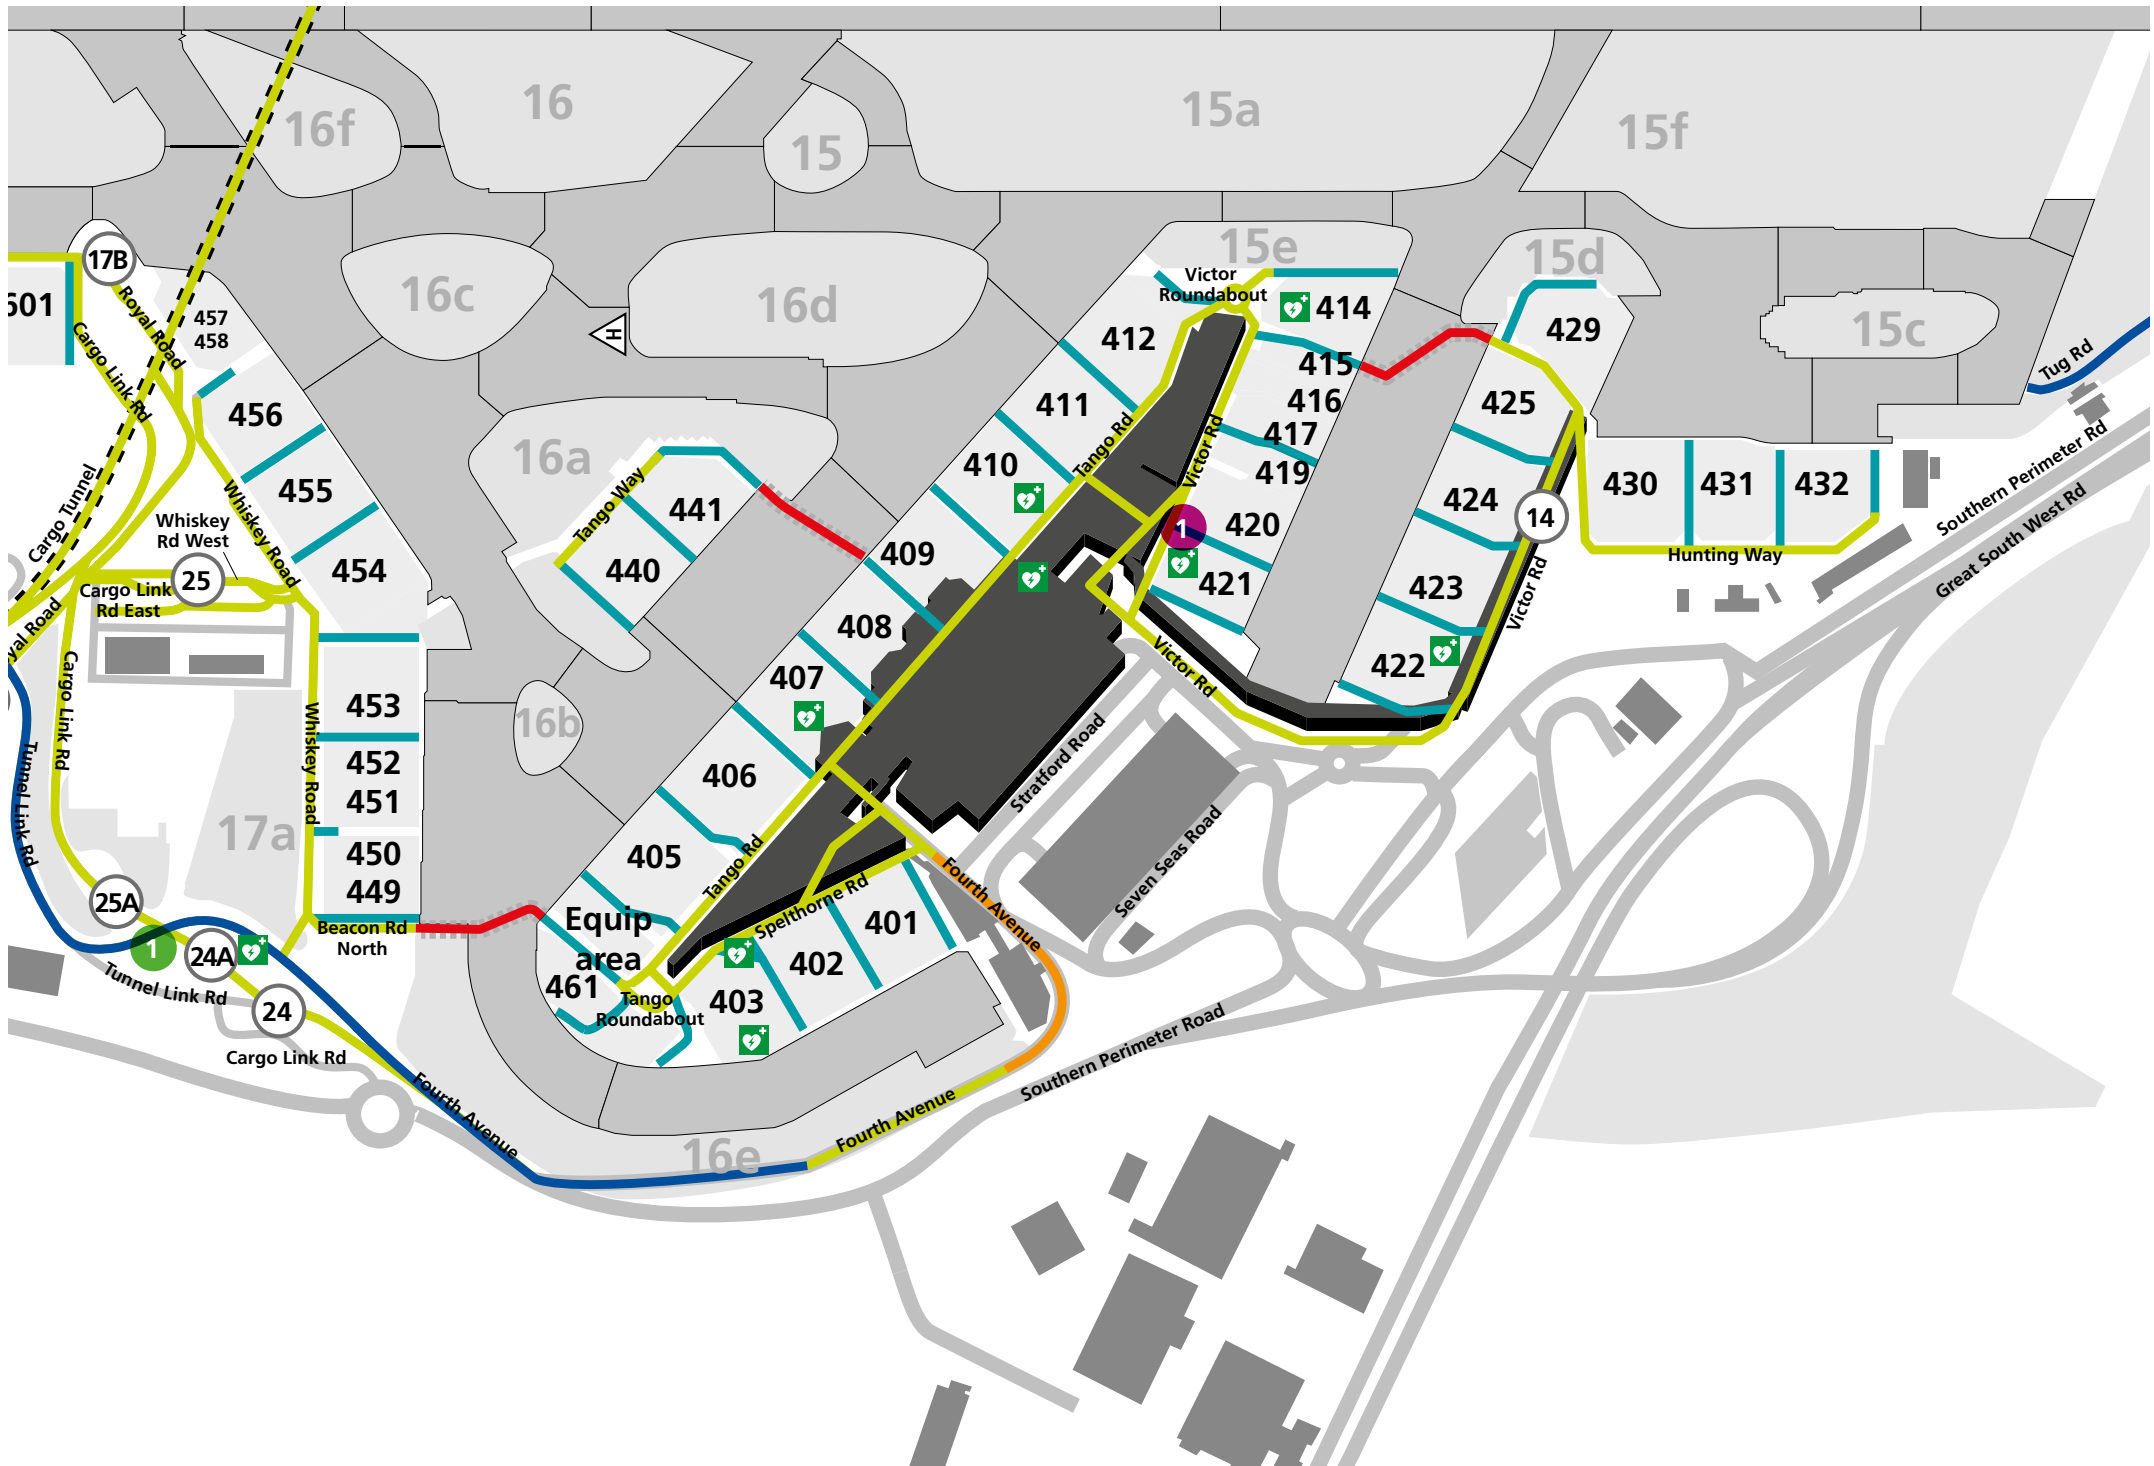 16f
16
15
15a
15f
17B
601
Royal Road
Cargo Link Rd
457
458
16c
16d
H
15e
Victor
Roundabout
414
15d
429
15c
Tug Rd
412
415
416
417
419
425
411
Tango Rd
Victor Rd
410
456
455
454
Whiskey Road
Whiskey
Rd West
Cargo Tunnel
25
Cargo Link
Rd East
yal Road
16a
Tango Way
441
440
409
408
407
406
405
1
420
421
424
14
423
422
Victor Rd
430
431
432
Hunting Way
Southern Perimeter Rd
Great South West Rd
Victor Rd
Cargo Link Rd
Tunnel Link Rd
453
Whiskey Road
452
451
450
449
17a
16b
Stratford Road
Seven Seas Road
Tango Rd
Spelthorne Rd
Fourth Avenue
25A
1
24A
24
Tunnel Link Rd
Cargo Link Rd
Beacon Rd
North
Equip
area
461
Tango
Roundabout
403
402
401
Fourth Avenue
16e
Fourth Avenue
Southern Perimeter Road